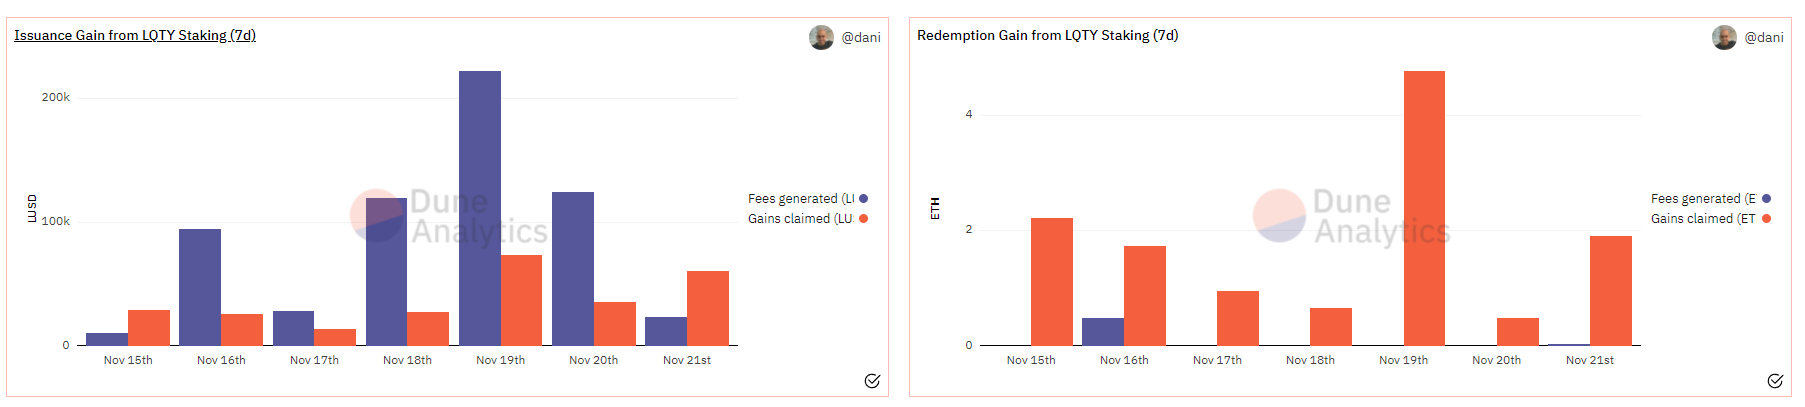 Issuance Gain from LQTY Staking (7d)
@dani
200k
100k
0
LUSD
Dune
Analytics
Fees generated (LI
Gains claimed (LU
Nov 15th
Nov 16th
Nov 17th
Nov 18th
Nov 19th
Nov 20th
Nov 21st
Redemption Gain from LQTY Staking (7d)
@dani
4
2
0
ETH
Dune
Analytics
Fees generated (E
Gains claimed (ET
Nov 15th
Nov 16th
Nov 17th
Nov 18th
Nov 19th
Nov 20th
Nov 21st